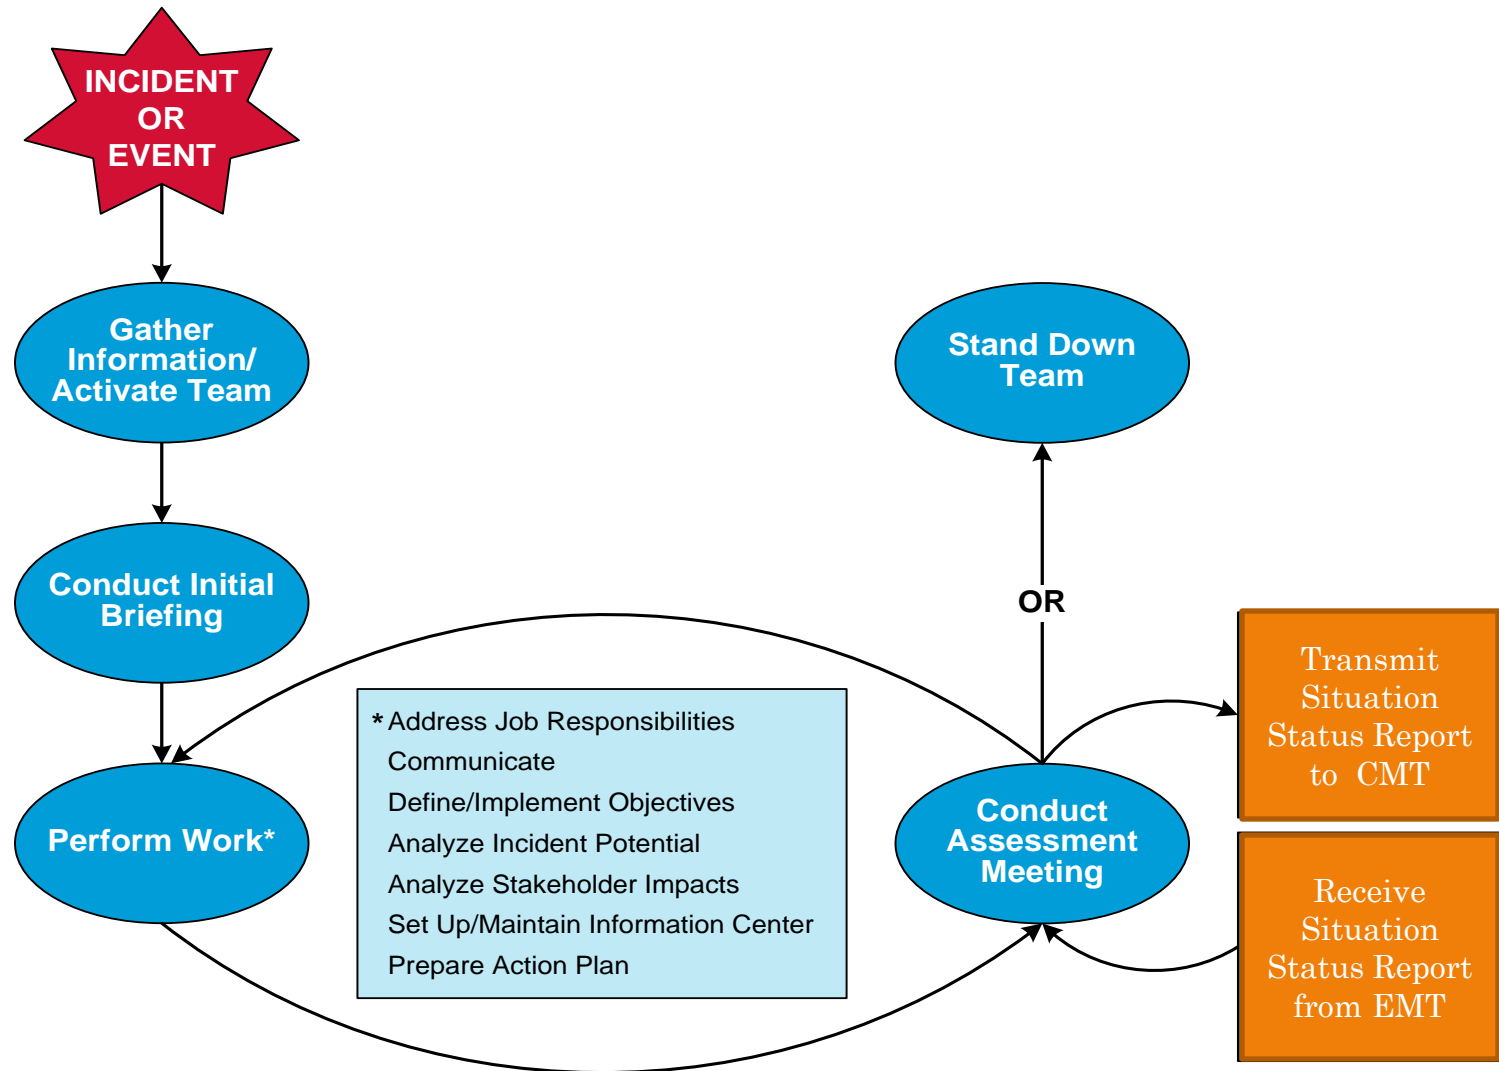 INCIDENT
OR
EVENT
Gather
Information/
Activate Team
Conduct Initial
Briefing
Perform Work*
* Address Job Responsibilities
Communicate
Define/Implement Objectives
Analyze Incident Potential
Analyze Stakeholder Impacts
Set Up/Maintain Information Center
Prepare Action Plan
Stand Down
Team
OR
Conduct
Assessment
Meeting
Transmit
Situation
Status Report
to CMT
Receive
Situation
Status Report
from EMT